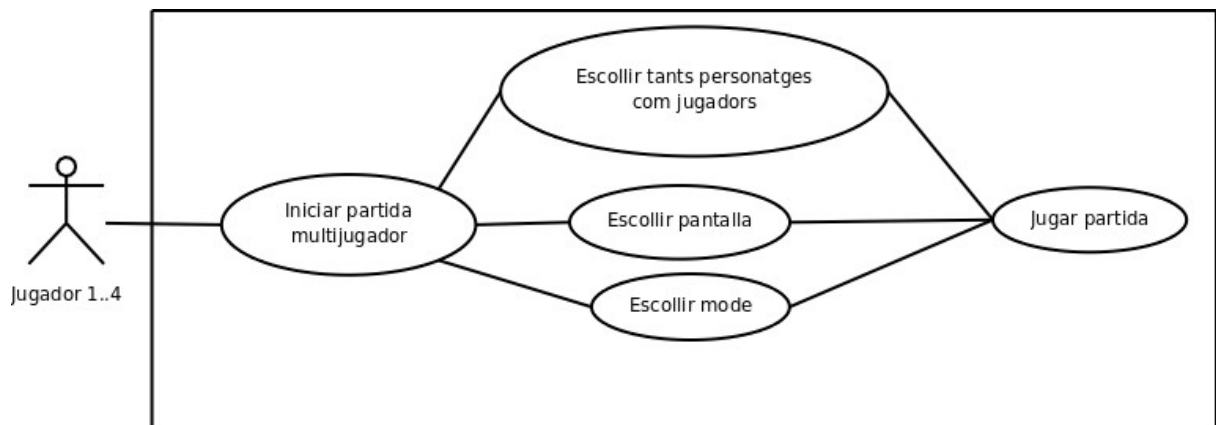 Escollir tants personatges
com jugadors
Iniciar partida
multijugador
Escollir pantalla
Jugar partida
Escollir mode
Jugador 1..4